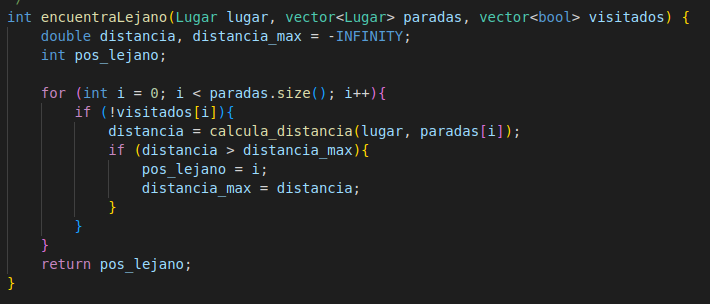 int encuentraLejano(Lugar lugar, vector<Lugar> paradas, vector<bool> visitados) {
    double distancia, distancia_max = -INFINITY;
    int pos_lejano;

    for (int i = 0; i < paradas.size(); i++){
        if (!visitados[i]){
            distancia = calcula_distancia(lugar, paradas[i]);
            if (distancia > distancia_max){
                pos_lejano = i;
                distancia_max = distancia;
            }
        }
    }
    return pos_lejano;
}